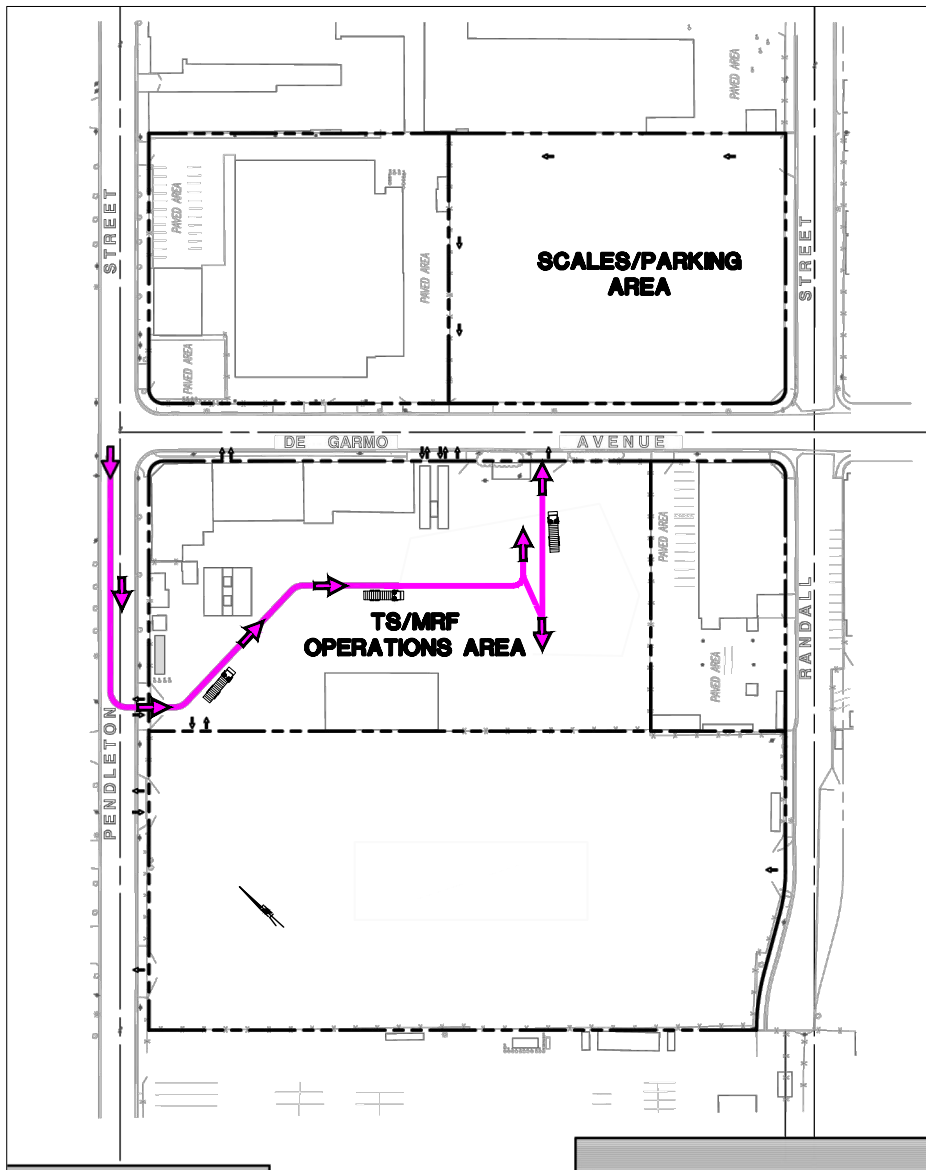 PAVED AREA
STREET
PAVED AREA
PAVED AREA
SCALES/PARKING
AREA
STREET
PAVED AREA
DE GARMO AVENUE
PAVED AREA
TS/MRF
OPERATIONS AREA
RANDALL
PAVED AREA
PENDLETON